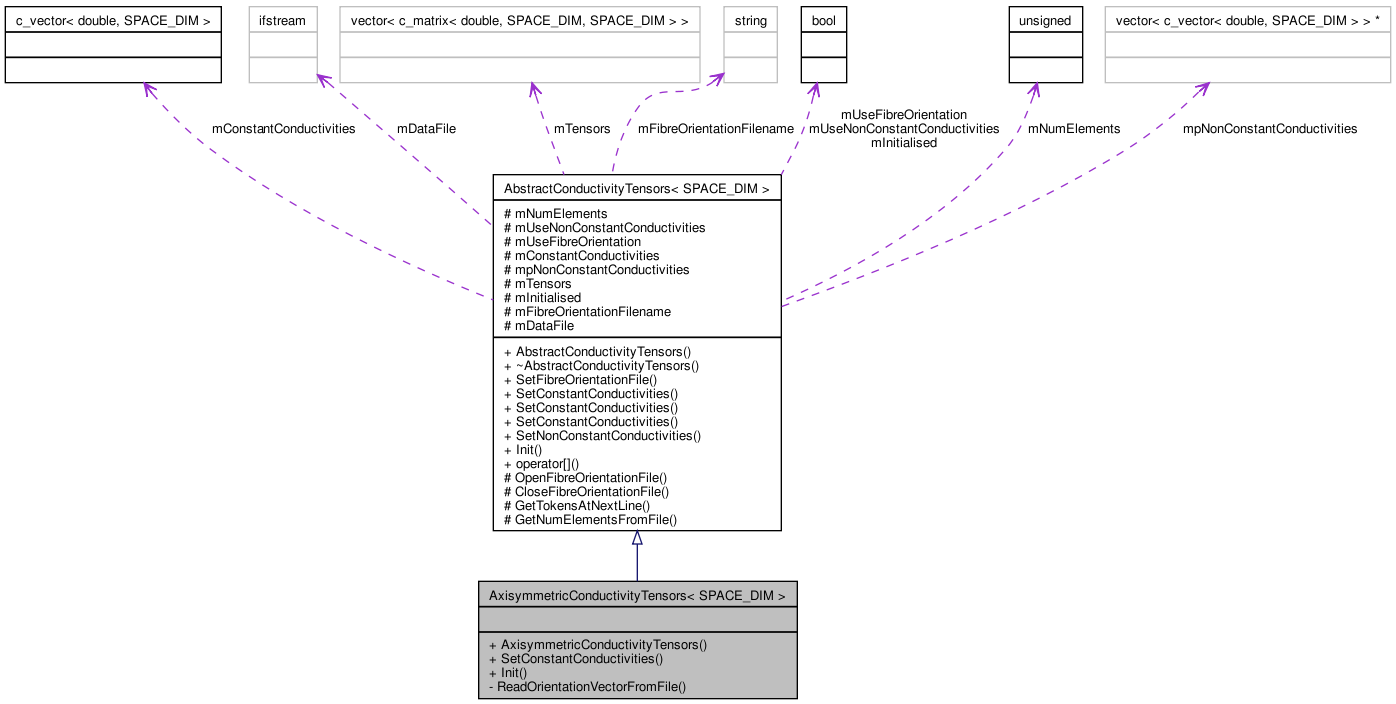 c_vector< double, SPACE_DIM >
ifstream
vector< c_matrix< double, SPACE_DIM, SPACE_DIM > >
string
bool
unsigned
vector< c_vector< double, SPACE_DIM > > *
mConstantConductivities
mDataFile
mTensors
mFibreOrientationFilename
mUseFibreOrientation
mUseNonConstantConductivities
mInitialised
mNumElements
mpNonConstantConductivities
AbstractConductivityTensors< SPACE_DIM >
# mNumElements
# mUseNonConstantConductivities
# mUseFibreOrientation
# mConstantConductivities
# mpNonConstantConductivities
# mTensors
# mInitialised
# mFibreOrientationFilename
# mDataFile
+ AbstractConductivityTensors()
+ ~AbstractConductivityTensors()
+ SetFibreOrientationFile()
+ SetConstantConductivities()
+ SetConstantConductivities()
+ SetConstantConductivities()
+ SetNonConstantConductivities()
+ Init()
+ operator[]()
# OpenFibreOrientationFile()
# CloseFibreOrientationFile()
# GetTokensAtNextLine()
# GetNumElementsFromFile()
AxisymmetricConductivityTensors< SPACE_DIM >
+ AxisymmetricConductivityTensors()
+ SetConstantConductivities()
+ Init()
- ReadOrientationVectorFromFile()